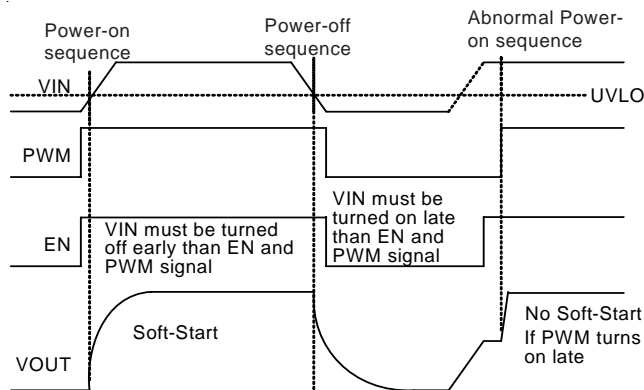 Power-on
sequence
Power-off
sequence
Abnormal Power-
on sequence
VIN
UVLO
PWM
EN
VIN must be turned
off early than EN and
PWM signal
VIN must be
turned on late
than EN and
PWM signal
VOUT
Soft-Start
No Soft-Start
If PWM turns
on late